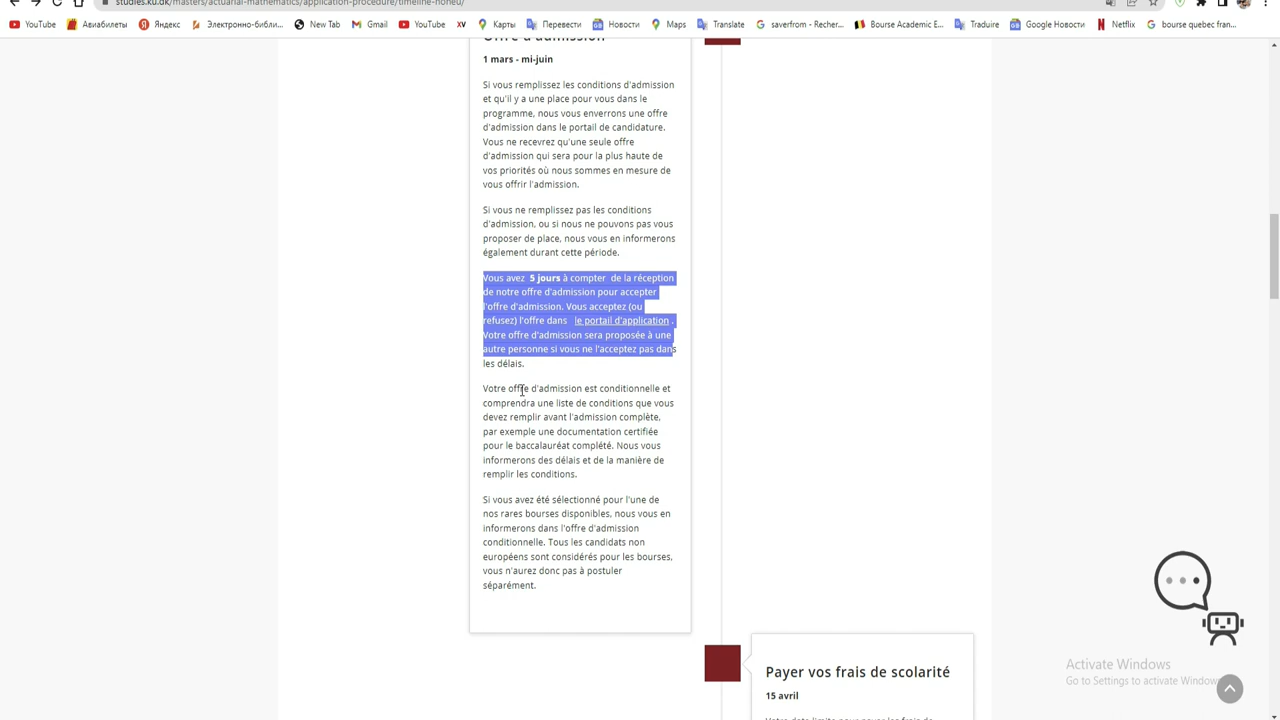 studies.ku.dk/masters/actuarial-mathematics/application-procedure/timeline-noneu/
YouTube Авиабилеты Яндекс Электронно-библи... New Tab Gmail YouTube XV Карты Перевести Новости Maps Translate saverfrom - Recher... Bourse Academic E... Traduire Google Новости Netflix bourse quebec fran...
Offre d'admission
1 mars - mi-juin
Si vous remplissez les conditions d'admission
et qu'il y a une place pour vous dans le
programme, nous vous enverrons une offre
d'admission dans le portail de candidature.
Vous ne recevrez qu'une seule offre
d'admission qui sera pour la plus haute de
vos priorités où nous sommes en mesure de
vous offrir l'admission.
Si vous ne remplissez pas les conditions
d'admission, ou si nous ne pouvons pas vous
proposer de place, nous vous en informerons
également durant cette période.
Vous avez 5 jours à compter de la réception
de notre offre d'admission pour accepter
l'offre d'admission. Vous acceptez (ou
refusez) l'offre dans le portail d'application .
Votre offre d'admission sera proposée à une
autre personne si vous ne l'acceptez pas dans
les délais.
Votre offre d'admission est conditionnelle et
comprendra une liste de conditions que vous
devez remplir avant l'admission complète,
par exemple une documentation certifiée
pour le baccalauréat complété. Nous vous
informerons des délais et de la manière de
remplir les conditions.
Si vous avez été sélectionné pour l'une de
nos rares bourses disponibles, nous vous en
informerons dans l'offre d'admission
conditionnelle. Tous les candidats non
européens sont considérés pour les bourses,
vous n'aurez donc pas à postuler
séparément.
Payer vos frais de scolarité
15 avril
Votre date limite pour payer les frais de
Activate Windows
Go to Settings to activate Windows.